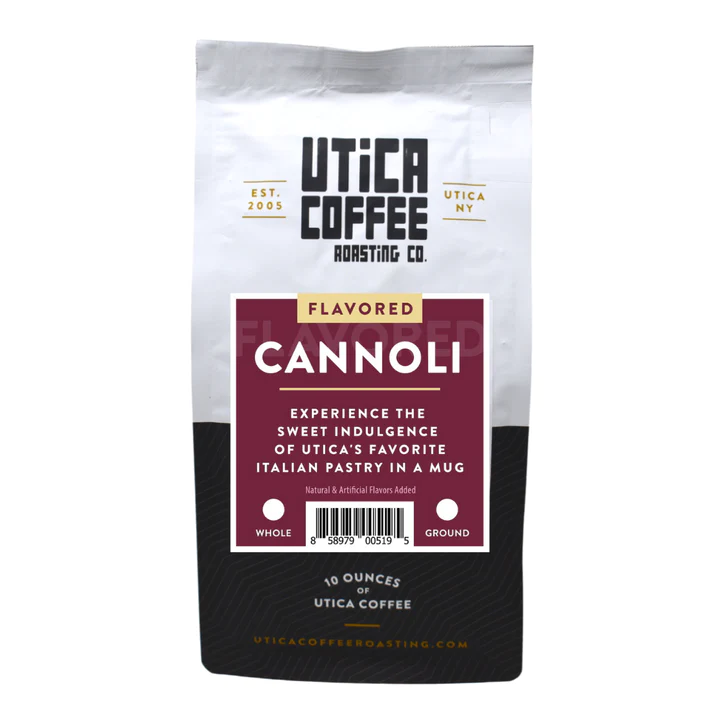 UTiCA
COFFEE
ROASTiNG CO.
EST.
2005
UTICA
NY
FLAVORED
FLAVORED
CANNOLI
EXPERIENCE THE
SWEET INDULGENCE
OF UTICA'S FAVORITE
ITALIAN PASTRY IN A MUG
Natural & Artificial Flavors Added
WHOLE
GROUND
8 58979 00519 5
10 OUNCES
OF
UTICA COFFEE
UTICACOFFEEROASTING.COM